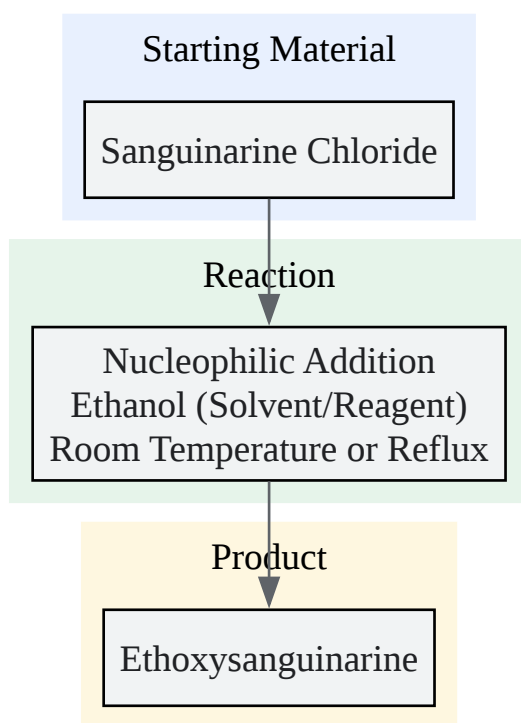 Starting Material
Sanguinarine Chloride
Reaction
Nucleophilic Addition
Ethanol (Solvent/Reagent)
Room Temperature or Reflux
Product
Ethoxysanguinarine